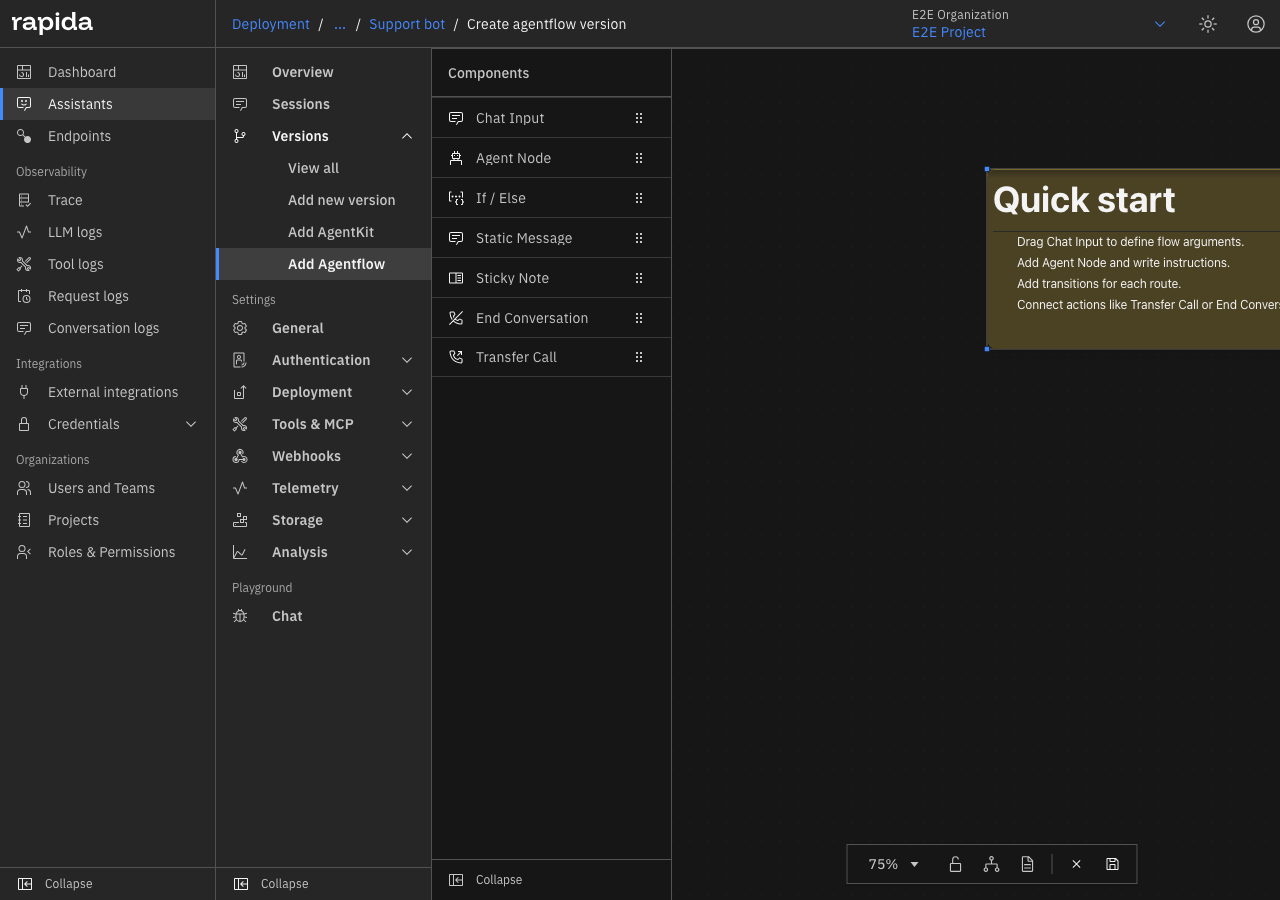 rapida
Deployment / ... / Support bot / Create agentflow version
E2E Organization
E2E Project
Dashboard
Assistants
Endpoints
Observability
Trace
LLM logs
Tool logs
Request logs
Conversation logs
Integrations
External integrations
Credentials
Organizations
Users and Teams
Projects
Roles & Permissions
Collapse
Overview
Sessions
Versions
View all
Add new version
Add AgentKit
Add Agentflow
Settings
General
Authentication
Deployment
Tools & MCP
Webhooks
Telemetry
Storage
Analysis
Playground
Chat
Collapse
Components
Chat Input
Agent Node
If / Else
Static Message
Sticky Note
End Conversation
Transfer Call
Collapse
Quick start
Drag Chat Input to define flow arguments.
Add Agent Node and write instructions.
Add transitions for each route.
Connect actions like Transfer Call or End Conver
75%